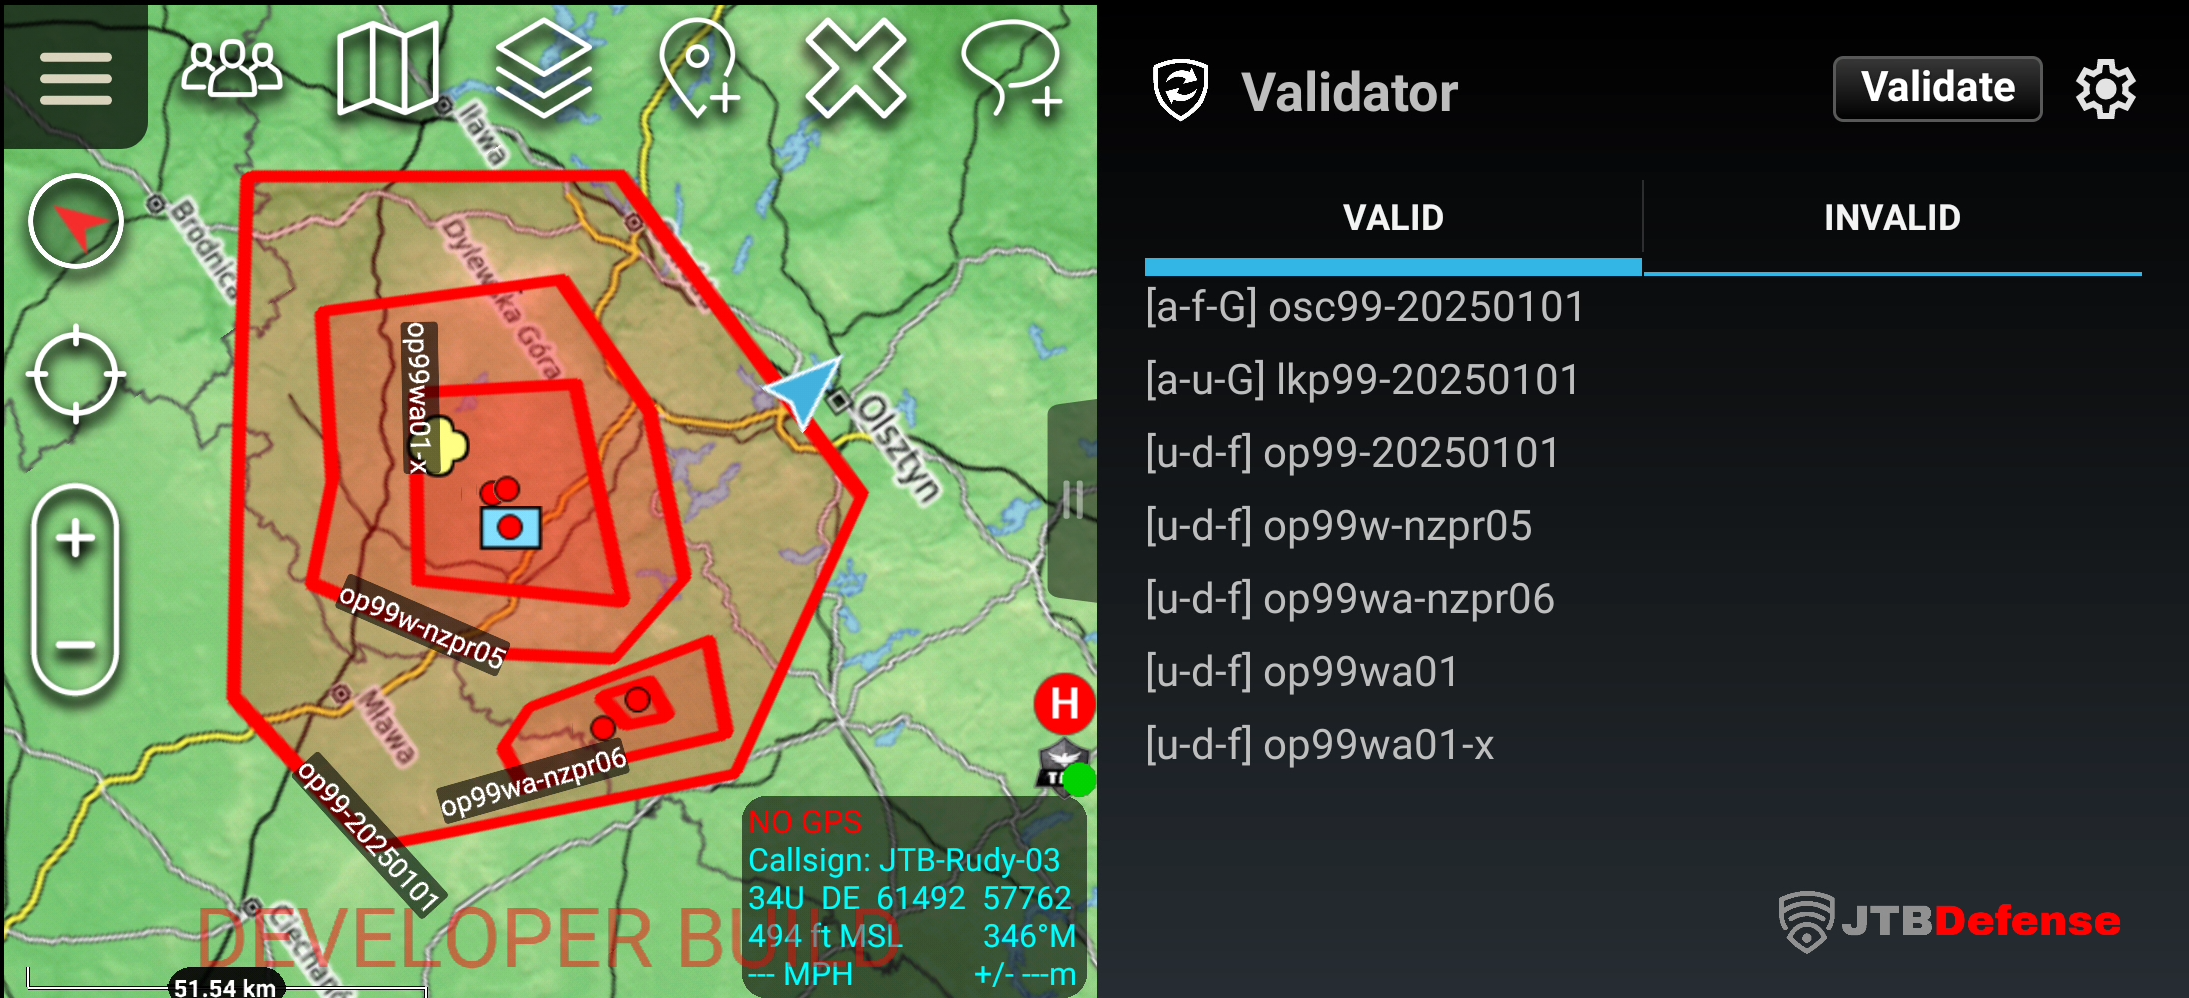 Iława
Brodnica
Dylewska Góra
op99wa01-x
Olsztyn
op99w-nzpr05
Mława
op99wa-nzpr06
op99-20250101
H
NO GPS
Callsign: JTB-Rudy-03
34U DE 61492 57762
494 ft MSL 346°M
--- MPH +/- ---m
DEVELOPER BUILD
51.54 km
Validator
Validate
VALID
INVALID
[a-f-G] osc99-20250101
[a-u-G] lkp99-20250101
[u-d-f] op99-20250101
[u-d-f] op99w-nzpr05
[u-d-f] op99wa-nzpr06
[u-d-f] op99wa01
[u-d-f] op99wa01-x
JTBDefense